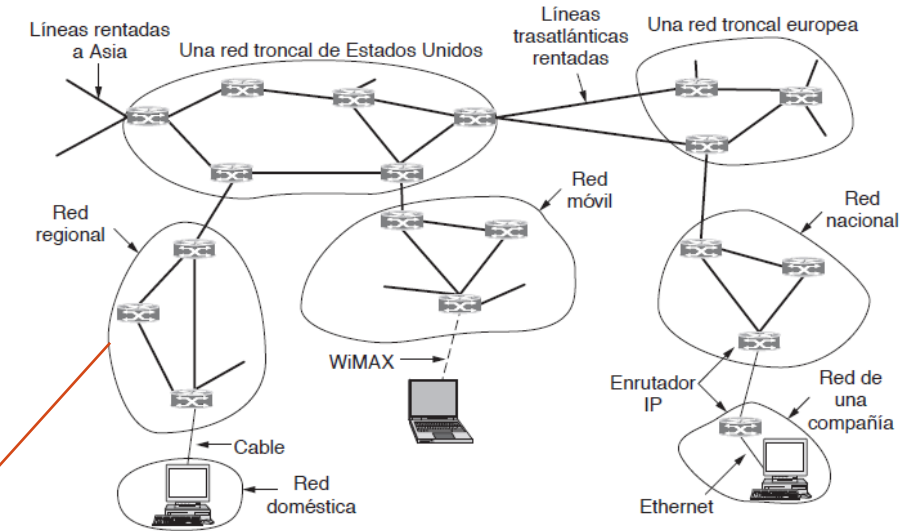 Líneas rentadas
a Asia
Una red troncal de Estados Unidos
Líneas
trasatlánticas
rentadas
Una red troncal europea
Red
regional
Red
móvil
Red
nacional
WiMAX
Enrutador
IP
Red de
una
compañía
Cable
Red
doméstica
Ethernet